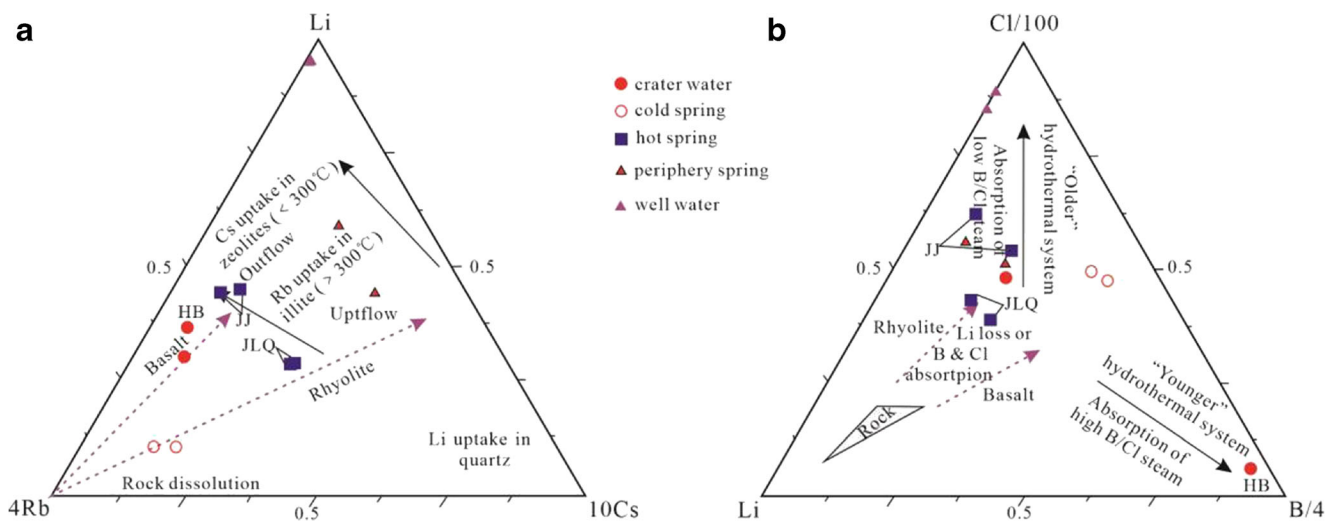 a
Li
Cs uptake in
zeolites ( < 300℃ )
Outflow
Rb uptake in
illite ( > 300℃ )
0.5
0.5
HB
JJ
Uptflow
Basalt
JLQ
Rhyolite
Li uptake in
quartz
Rock dissolution
4Rb
0.5
10Cs
crater water
cold spring
hot spring
periphery spring
well water
b
Cl/100
"Older"
hydrothermal system
Absorption of
low B/Cl steam
JJ
0.5
0.5
JLQ
Rhyolite
Li loss or
B & Cl
absortpion
Basalt
Rock
"Younger"
hydrothermal system
Absorption of
high B/Cl steam
HB
Li
0.5
B/4